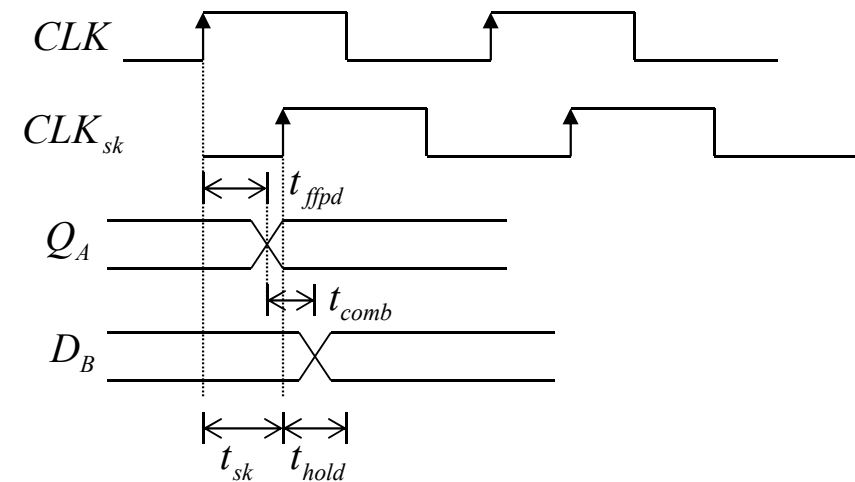 CLK
CLK_sk
t_ffpd
Q_A
t_comb
D_B
t_sk t_hold